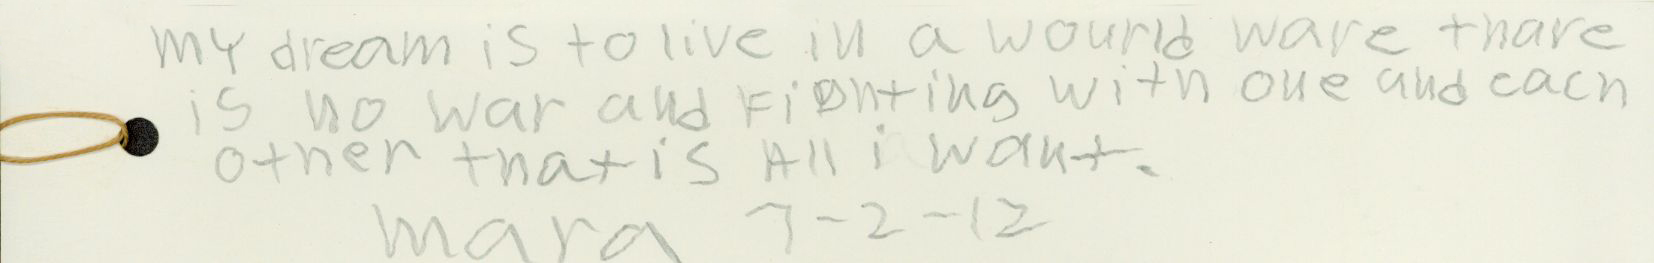 My dream is to live in a wourld ware thare
is no war and Fighting with one and each
other that is All i want.
mara 7-2-12